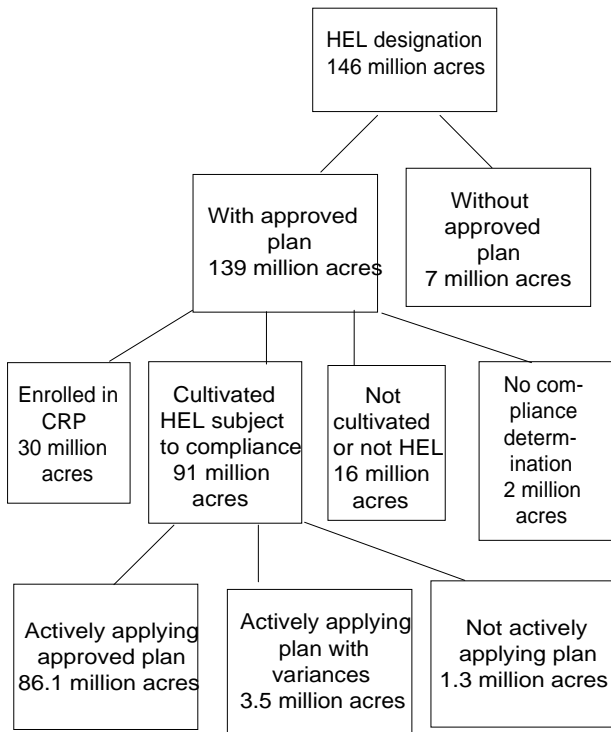 HEL designation
146 million acres
With approved
plan
139 million acres
Without
approved
plan
7 million acres
Enrolled in
CRP
30 million
acres
Cultivated
HEL subject
to compliance
91 million
acres
Not
cultivated
or not HEL
16 million
acres
No com-
pliance
determ-
ination
2 million
acres
Actively applying
approved plan
86.1 million acres
Actively applying
plan with
variances
3.5 million acres
Not actively
applying plan
1.3 million acres